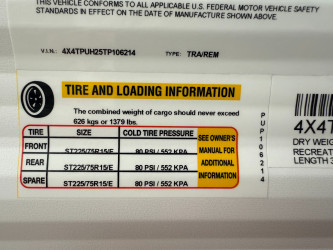 THIS VEHICLE CONFORMS TO ALL APPLICABLE U.S. FEDERAL MOTOR VEHICLE SAFETY
STANDARDS IN EFFECT ON THE DATE OF MANUFACTURE SHOWN ABOVE.
V.I.N.: 4X4TPUH25TP106214 TYPE: TRA/REM
TIRE AND LOADING INFORMATION
The combined weight of cargo should never exceed
626 kgs or 1379 lbs.
TIRE SIZE COLD TIRE PRESSURE SEE OWNER'S MANUAL FOR ADDITIONAL INFORMATION
FRONT ST225/75R15/E 80 PSI / 552 KPA
REAR ST225/75R15/E 80 PSI / 552 KPA
SPARE ST225/75R15/E 80 PSI / 552 KPA
PUP106214
4X4T
DRY WEIG
RECREAT
LENGTH 3